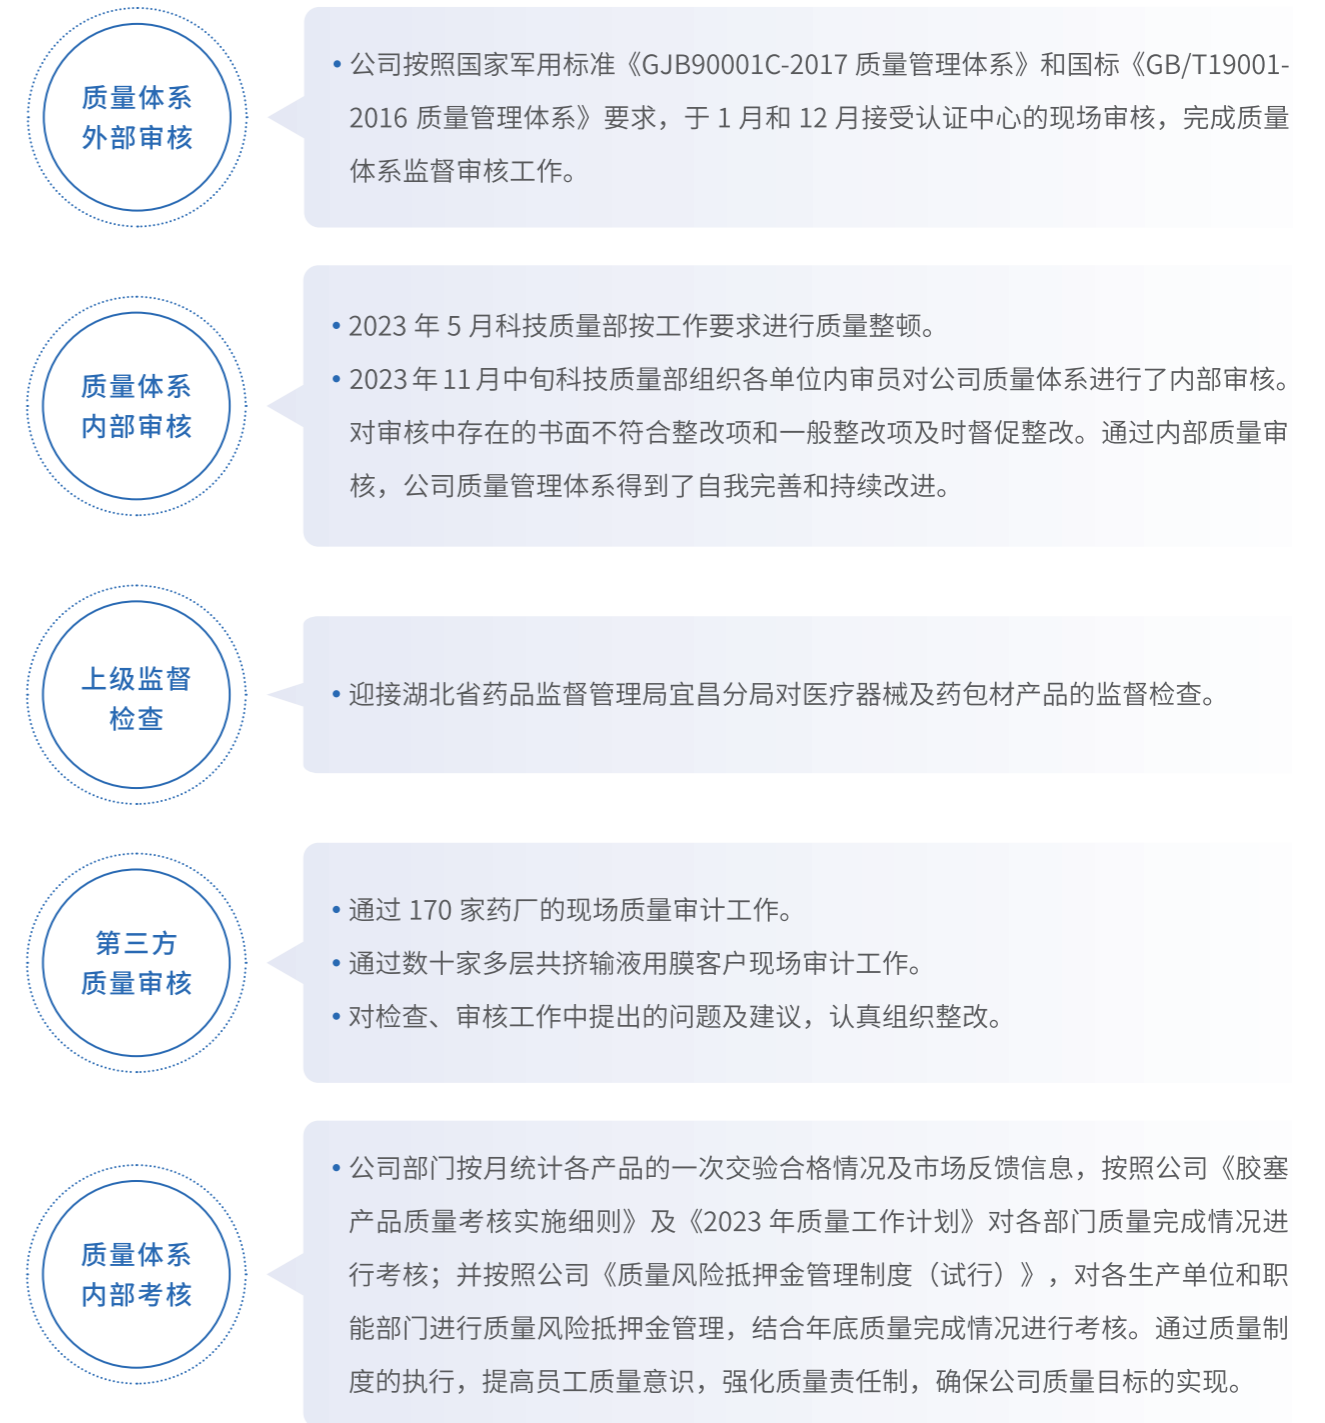 质量体系
外部审核
• 公司按照国家军用标准《GJB90001C-2017 质量管理体系》和国标《GB/T19001-
2016 质量管理体系》要求，于 1 月和 12 月接受认证中心的现场审核，完成质量
体系监督审核工作。
质量体系
内部审核
• 2023 年 5 月科技质量部按工作要求进行质量整顿。
• 2023 年 11 月中旬科技质量部组织各单位内审员对公司质量体系进行了内部审核。
对审核中存在的书面不符合整改项和一般整改项及时督促整改。通过内部质量审
核，公司质量管理体系得到了自我完善和持续改进。
上级监督
检查
• 迎接湖北省药品监督管理局宜昌分局对医疗器械及药包材产品的监督检查。
第三方
质量审核
• 通过 170 家药厂的现场质量审计工作。
• 通过数十家多层共挤输液用膜客户现场审计工作。
• 对检查、审核工作中提出的问题及建议，认真组织整改。
质量体系
内部考核
• 公司部门按月统计各产品的一次交验合格情况及市场反馈信息，按照公司《胶塞
产品质量考核实施细则》及《2023 年质量工作计划》对各部门质量完成情况进
行考核；并按照公司《质量风险抵押金管理制度（试行）》，对各生产单位和职
能部门进行质量风险抵押金管理，结合年底质量完成情况进行考核。通过质量制
度的执行，提高员工质量意识，强化质量责任制，确保公司质量目标的实现。